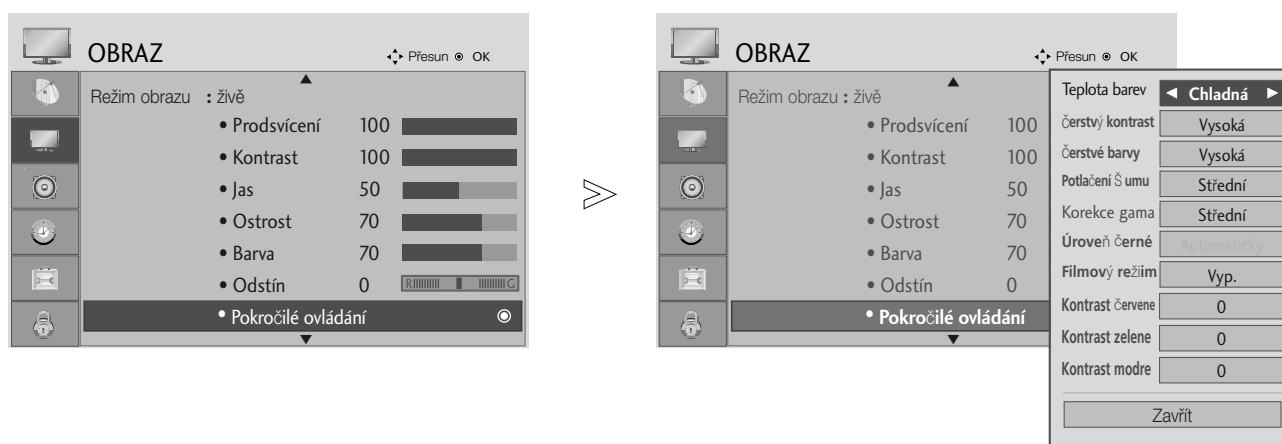 OBRAZ
Přesun OK
Režim obrazu : živě
• Prodsvícení 100
• Kontrast 100
• Jas 50
• Ostrost 70
• Barva 70
• Odstín 0 R G
• Pokročilé ovládání
OBRAZ
Přesun OK
Režim obrazu : živě
• Prodsvícení 100
• Kontrast 100
• Jas 50
• Ostrost 70
• Barva 70
• Odstín 0
• Pokročilé ovládání
Teplota barev ◄ Chladná ►
Čerstvý kontrast Vysoká
Čerstvé barvy Vysoká
Potlačení Š umu Střední
Korekce gama Střední
Úroveň černé Automaticky
Filmový režiim Vyp.
Kontrast červene 0
Kontrast zelene 0
Kontrast modre 0
Zavřít